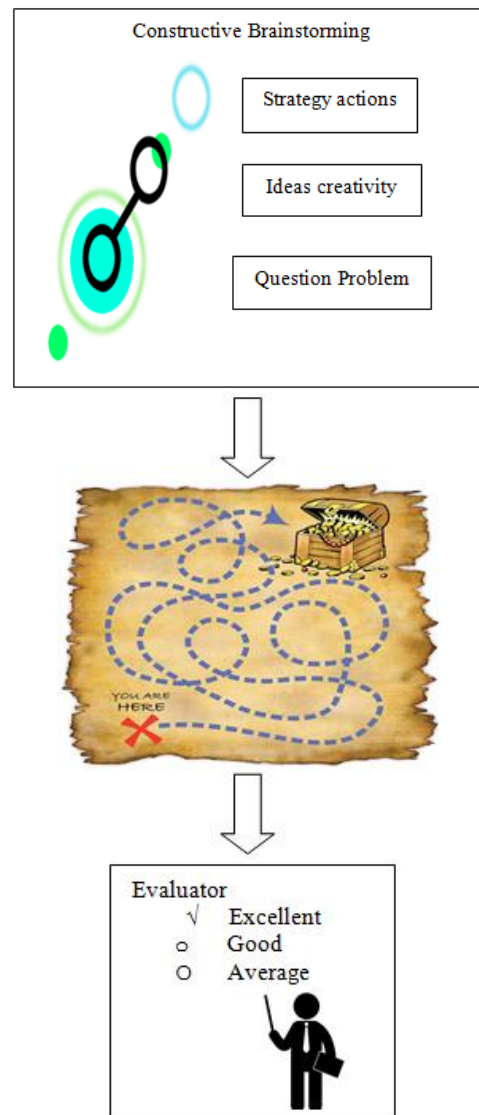 Constructive Brainstorming
Strategy actions
Ideas creativity
Question Problem
YOU ARE
HERE
Evaluator
√ Excellent
○ Good
○ Average